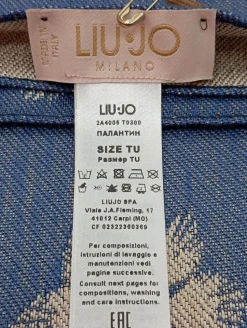 MADE IN
ITALY
LIU·JO
MILANO
LIU·JO
2A4006 T0300
ПАЛАНТИН
SIZE TU
Размер TU
LIUJO SPA
Viale J.A.Fleming, 17
41012 Carpi (MO)
CF 02322360369
Per composizioni,
istruzioni di lavaggio e
manutenzioni vedi
pagine successive.
Consult next pages for
compositions, washing
and care instructions.
EAC